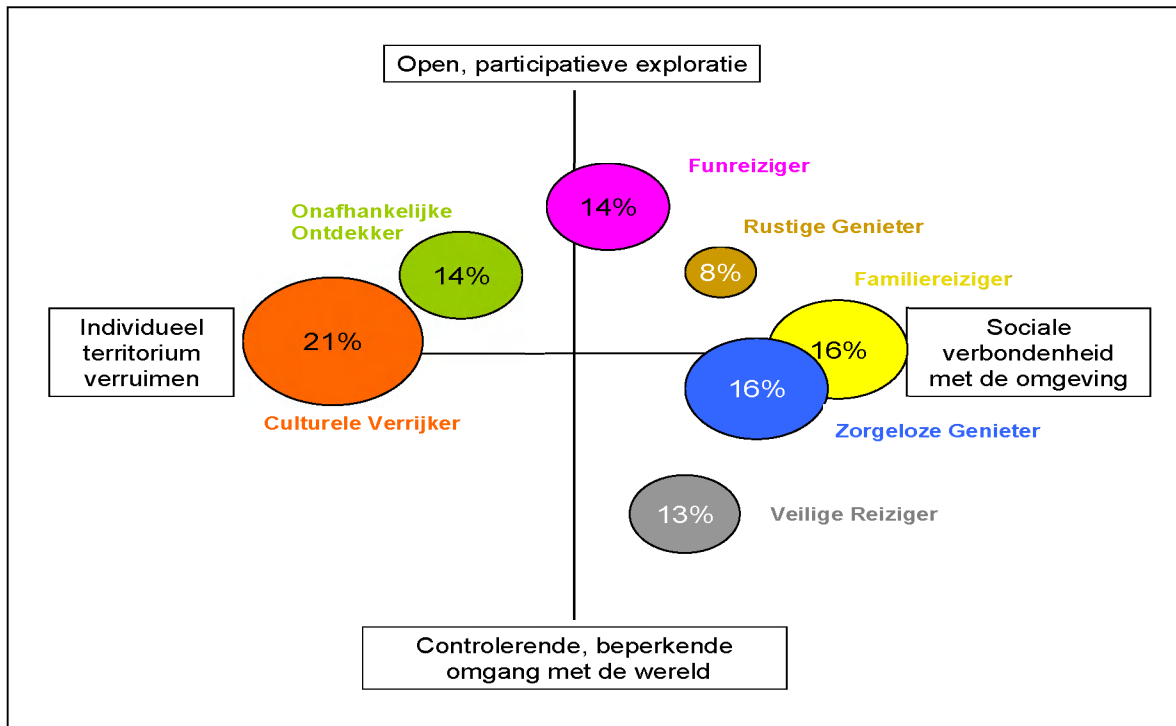 Open, participatieve exploratie
Funreiziger
14%
Onafhankelijke
Ontdekker
14%
Rustige Genieter
8%
Familiereiziger
16%
Individueel
territorium
verruimen
21%
Culturele Verrijker
Sociale
verbondenheid
met de omgeving
16%
Zorgeloze Genieter
13%
Veilige Reiziger
Controlerende, beperkende
omgang met de wereld